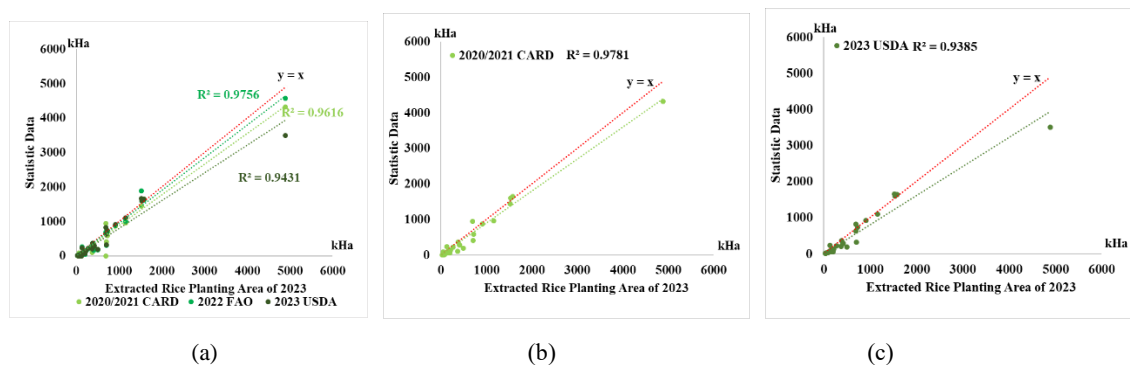 kHa
6000
5000
4000
3000
2000
1000
0
Statistic Data
y = x
R² = 0.9756
R² = 0.9616
R² = 0.9431
kHa
0 1000 2000 3000 4000 5000 6000
Extracted Rice Planting Area of 2023
2020/2021 CARD 2022 FAO 2023 USDA
(a)
kHa
6000
5000
4000
3000
2000
1000
0
Statistic Data
2020/2021 CARD R² = 0.9781
y = x
kHa
0 1000 2000 3000 4000 5000 6000
Extracted Rice Planting Area of 2023
(b)
kHa
6000
5000
4000
3000
2000
1000
0
Statistic Data
2023 USDA R² = 0.9385
y = x
kHa
0 1000 2000 3000 4000 5000 6000
Extracted Rice Planting Area of 2023
(c)